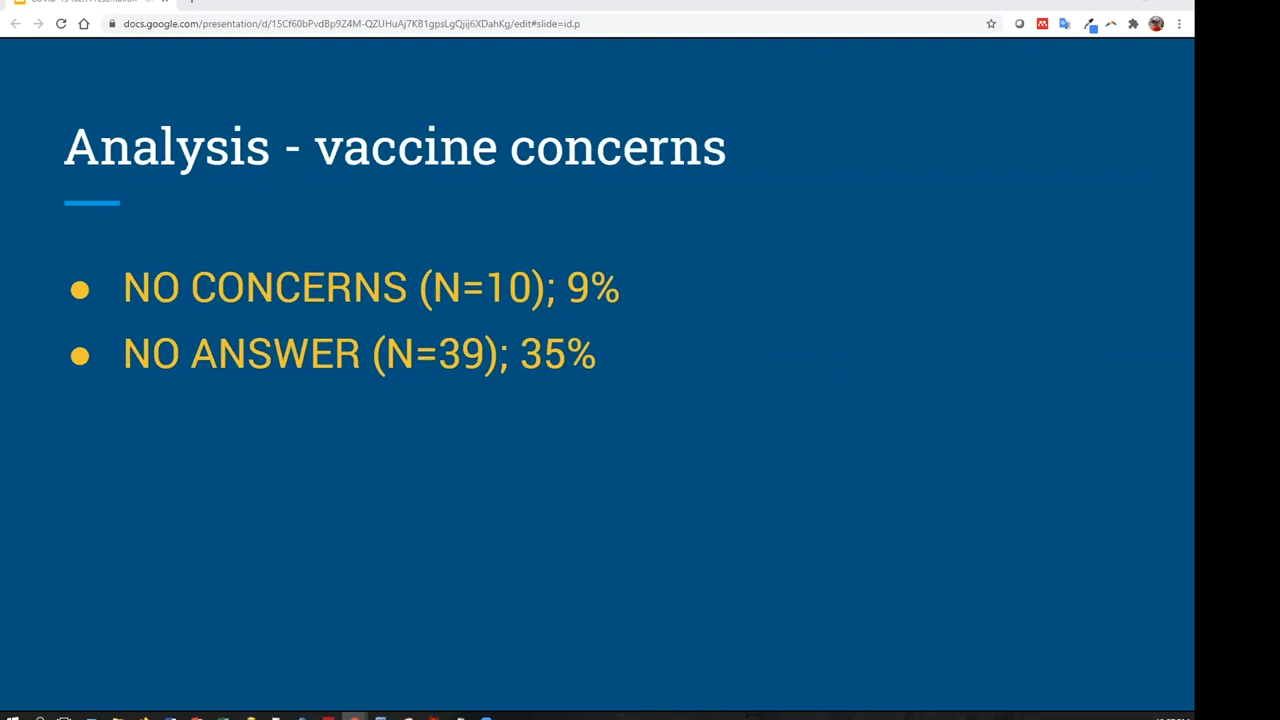 docs.google.com/presentation/d/15Cf60bPvdBp9Z4M-QZUHuAj7KB1gpsLgQjij6XDahKg/edit#slide=id.p
Analysis - vaccine concerns
● NO CONCERNS (N=10); 9%
● NO ANSWER (N=39); 35%